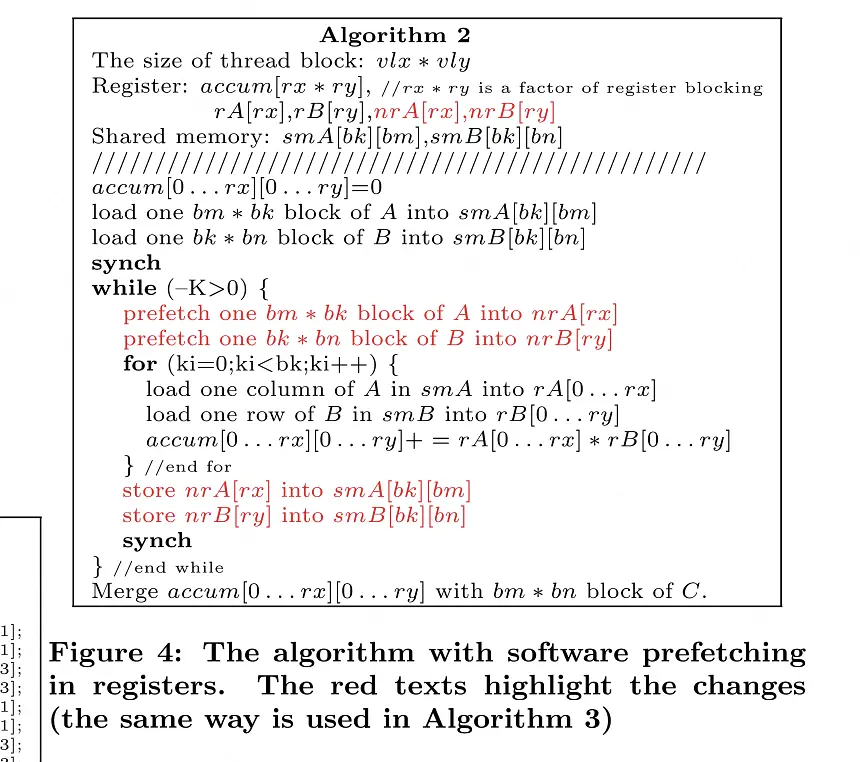 Algorithm 2
The size of thread block: vlx ∗ vly
Register: accum[rx ∗ ry], //rx ∗ ry is a factor of register blocking
rA[rx],rB[ry],nrA[rx],nrB[ry]
Shared memory: smA[bk][bm],smB[bk][bn]
/////////////////////////////////////////////////
accum[0 . . . rx][0 . . . ry]=0
load one bm ∗ bk block of A into smA[bk][bm]
load one bk ∗ bn block of B into smB[bk][bn]
synch
while (–K>0) {
prefetch one bm ∗ bk block of A into nrA[rx]
prefetch one bk ∗ bn block of B into nrB[ry]
for (ki=0;ki<bk;ki++) {
load one column of A in smA into rA[0 . . . rx]
load one row of B in smB into rB[0 . . . ry]
accum[0 . . . rx][0 . . . ry]+ = rA[0 . . . rx] ∗ rB[0 . . . ry]
} //end for
store nrA[rx] into smA[bk][bm]
store nrB[ry] into smB[bk][bn]
synch
} //end while
Merge accum[0 . . . rx][0 . . . ry] with bm ∗ bn block of C.
1];
1];
3];
3];
1];
1];
3];
Figure 4: The algorithm with software prefetching
in registers. The red texts highlight the changes
(the same way is used in Algorithm 3)